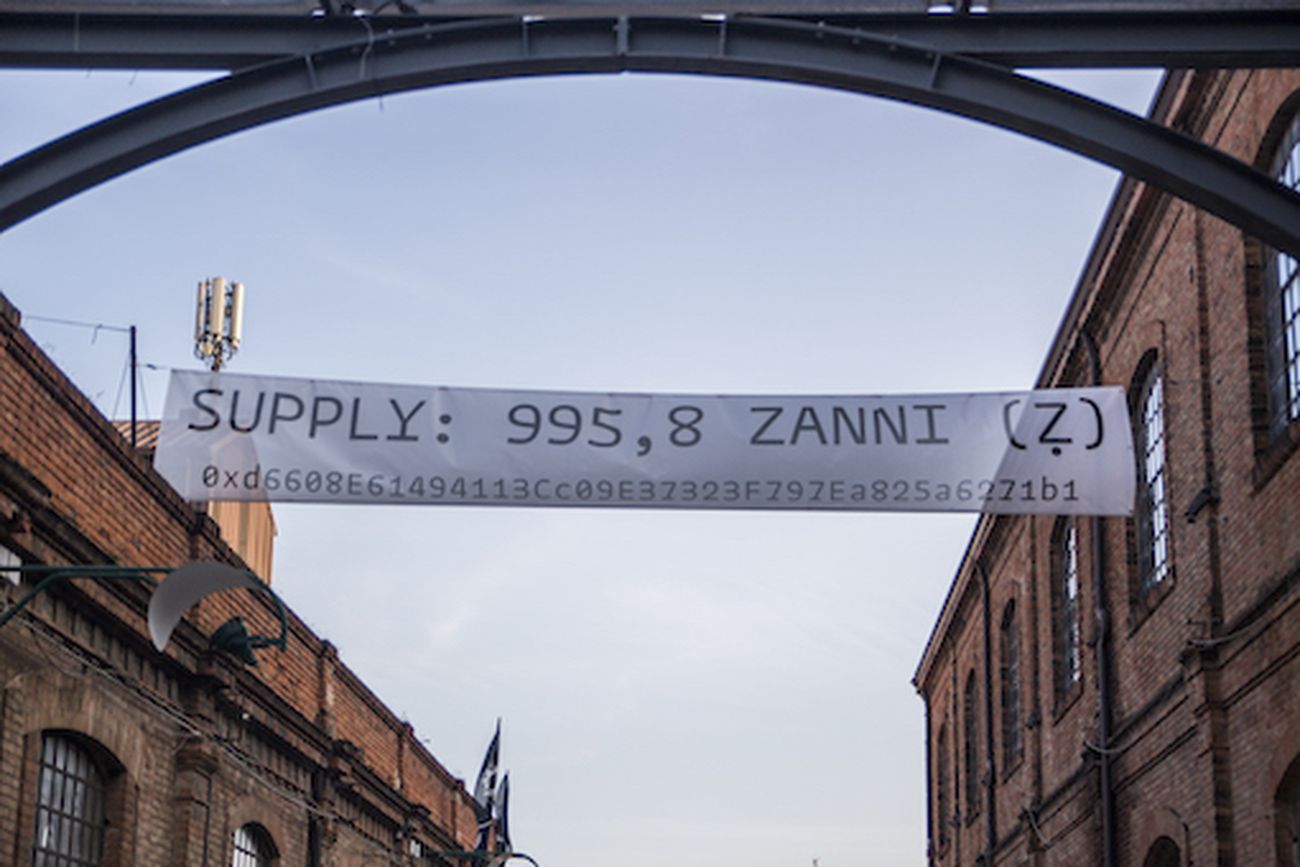 SUPPLY: 995,8 ZANNI (Ẓ)
0xd6608E61494113Cc09E37323F797Ea825a6271b1